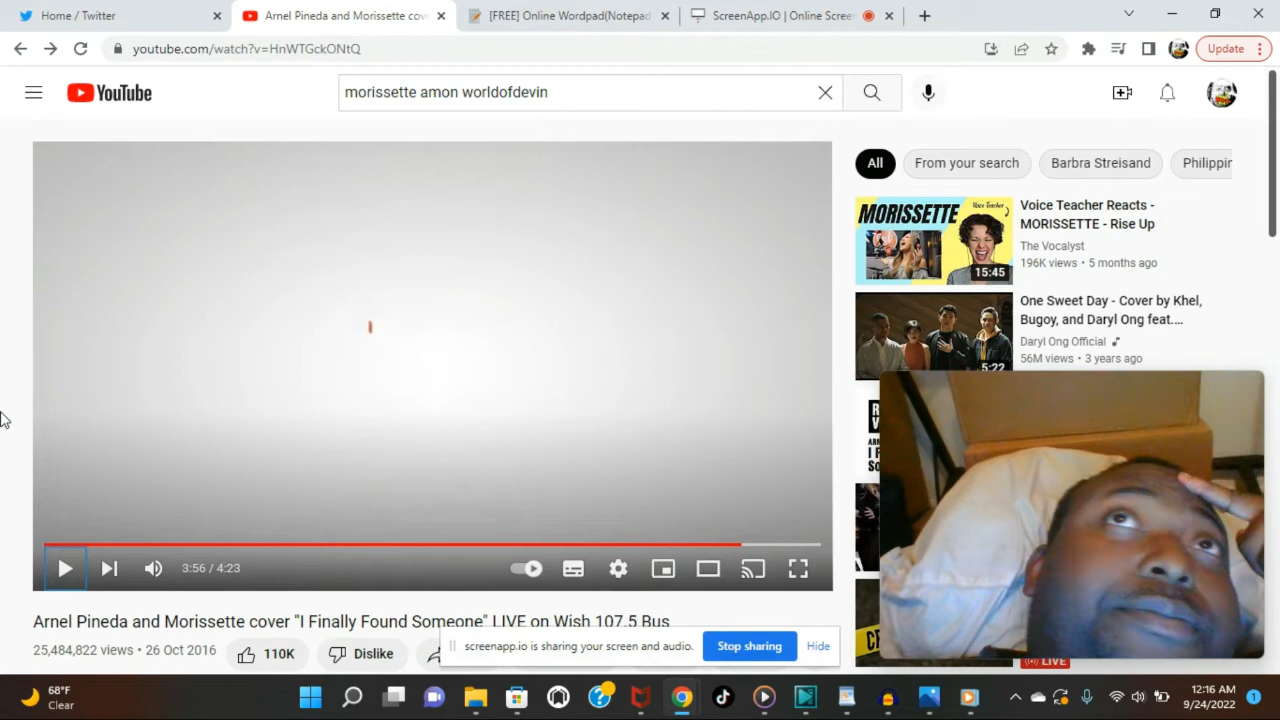 Home / Twitter
Arnel Pineda and Morissette cov
[FREE] Online Wordpad(Notepad
ScreenApp.IO | Online Scree
youtube.com/watch?v=HnWTGckONtQ
Update
YouTube
morissette amon worldofdevin
All
From your search
Barbra Streisand
Philippin
MORISSETTE
Voice Teacher
15:45
Voice Teacher Reacts -
MORISSETTE - Rise Up
The Vocalyst
196K views • 5 months ago
One Sweet Day - Cover by Khel,
Bugoy, and Daryl Ong feat....
Daryl Ong Official
56M views • 3 years ago
5:22
3:56 / 4:23
Arnel Pineda and Morissette cover "I Finally Found Someone" LIVE on Wish 107.5 Bus
25,484,822 views • 26 Oct 2016
110K
Dislike
screenapp.io is sharing your screen and audio.
Stop sharing
Hide
LIVE
68°F
Clear
12:16 AM
9/24/2022
1